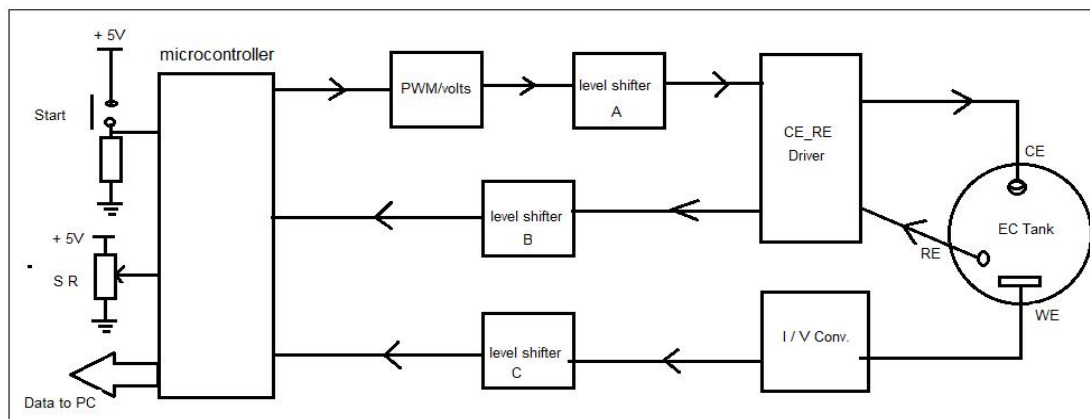 + 5V
microcontroller
Start
PWM/volts
level shifter
A
CE_RE
Driver
CE
EC Tank
RE
WE
level shifter
B
+ 5V
S R
I / V Conv.
level shifter
C
Data to PC